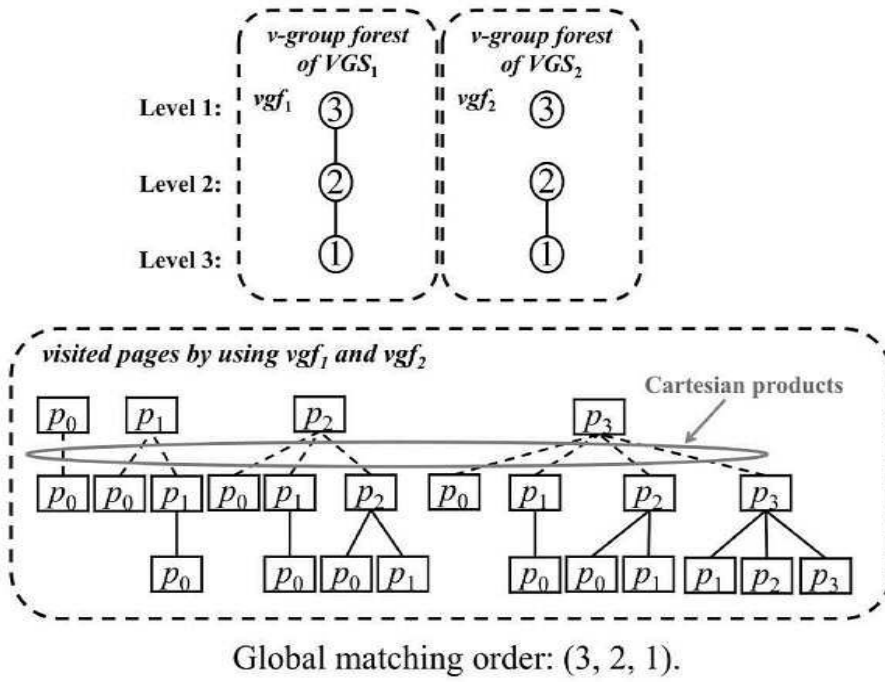 v-group forest of VGS₁
v-group forest of VGS₂
Level 1: vgf₁ 3 vgf₂ 3
Level 2: 2 2
Level 3: 1 1
visited pages by using vgf₁ and vgf₂
Cartesian products
p₀ p₁ p₂ p₃
p₀ p₀ p₁ p₀ p₁ p₂ p₀ p₁ p₂ p₃
p₀ p₀ p₀ p₁ p₀ p₀ p₁ p₁ p₂ p₃
Global matching order: (3, 2, 1).